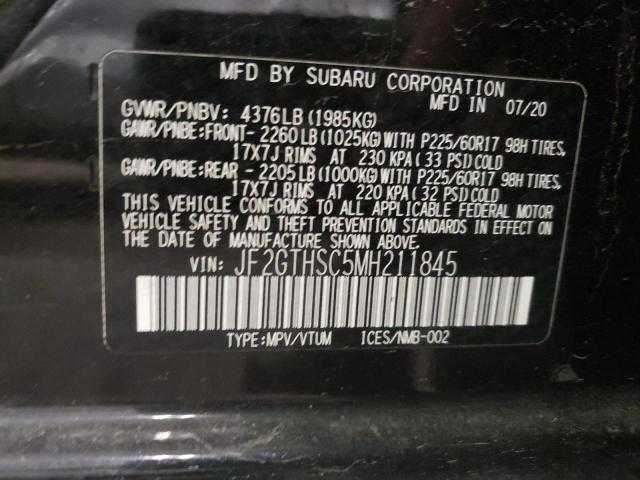 MFD BY SUBARU CORPORATION
MFD IN 07/20
GVWR/PNBV: 4376LB(1985KG)
GAWR/PNBE:FRONT- 2260LB(1025KG)WITH P225/60R17 98H TIRES,
17X7J RIMS AT 230 KPA(33 PSI)COLD
GAWR/PNBE:REAR - 2205LB(1000KG)WITH P225/60R17 98H TIRES,
17X7J RIMS AT 220 KPA(32 PSI)COLD
THIS VEHICLE CONFORMS TO ALL APPLICABLE FEDERAL MOTOR
VEHICLE SAFETY AND THEFT PREVENTION STANDARDS IN EFFECT ON
THE DATE OF MANUFACTURE SHOWN ABOVE.
VIN: JF2GTHSC5MH211845
TYPE:MPV/VTUM ICES/NMB-002